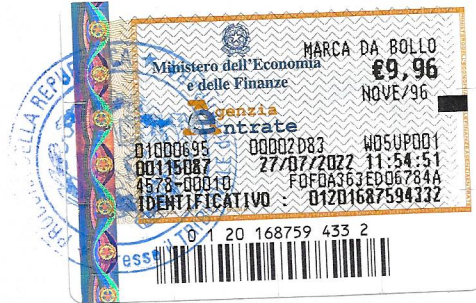 Ministero dell'Economia
e delle Finanze
MARCA DA BOLLO
€9,96
NOVE/96
Agenzia
Entrate
01000695 00002D83 W05UP001
00115087 27/07/2022 11:54:51
4578-00010 F0F0A363ED06784A
IDENTIFICATIVO : 01201687594332
0 1 20 168759 433 2